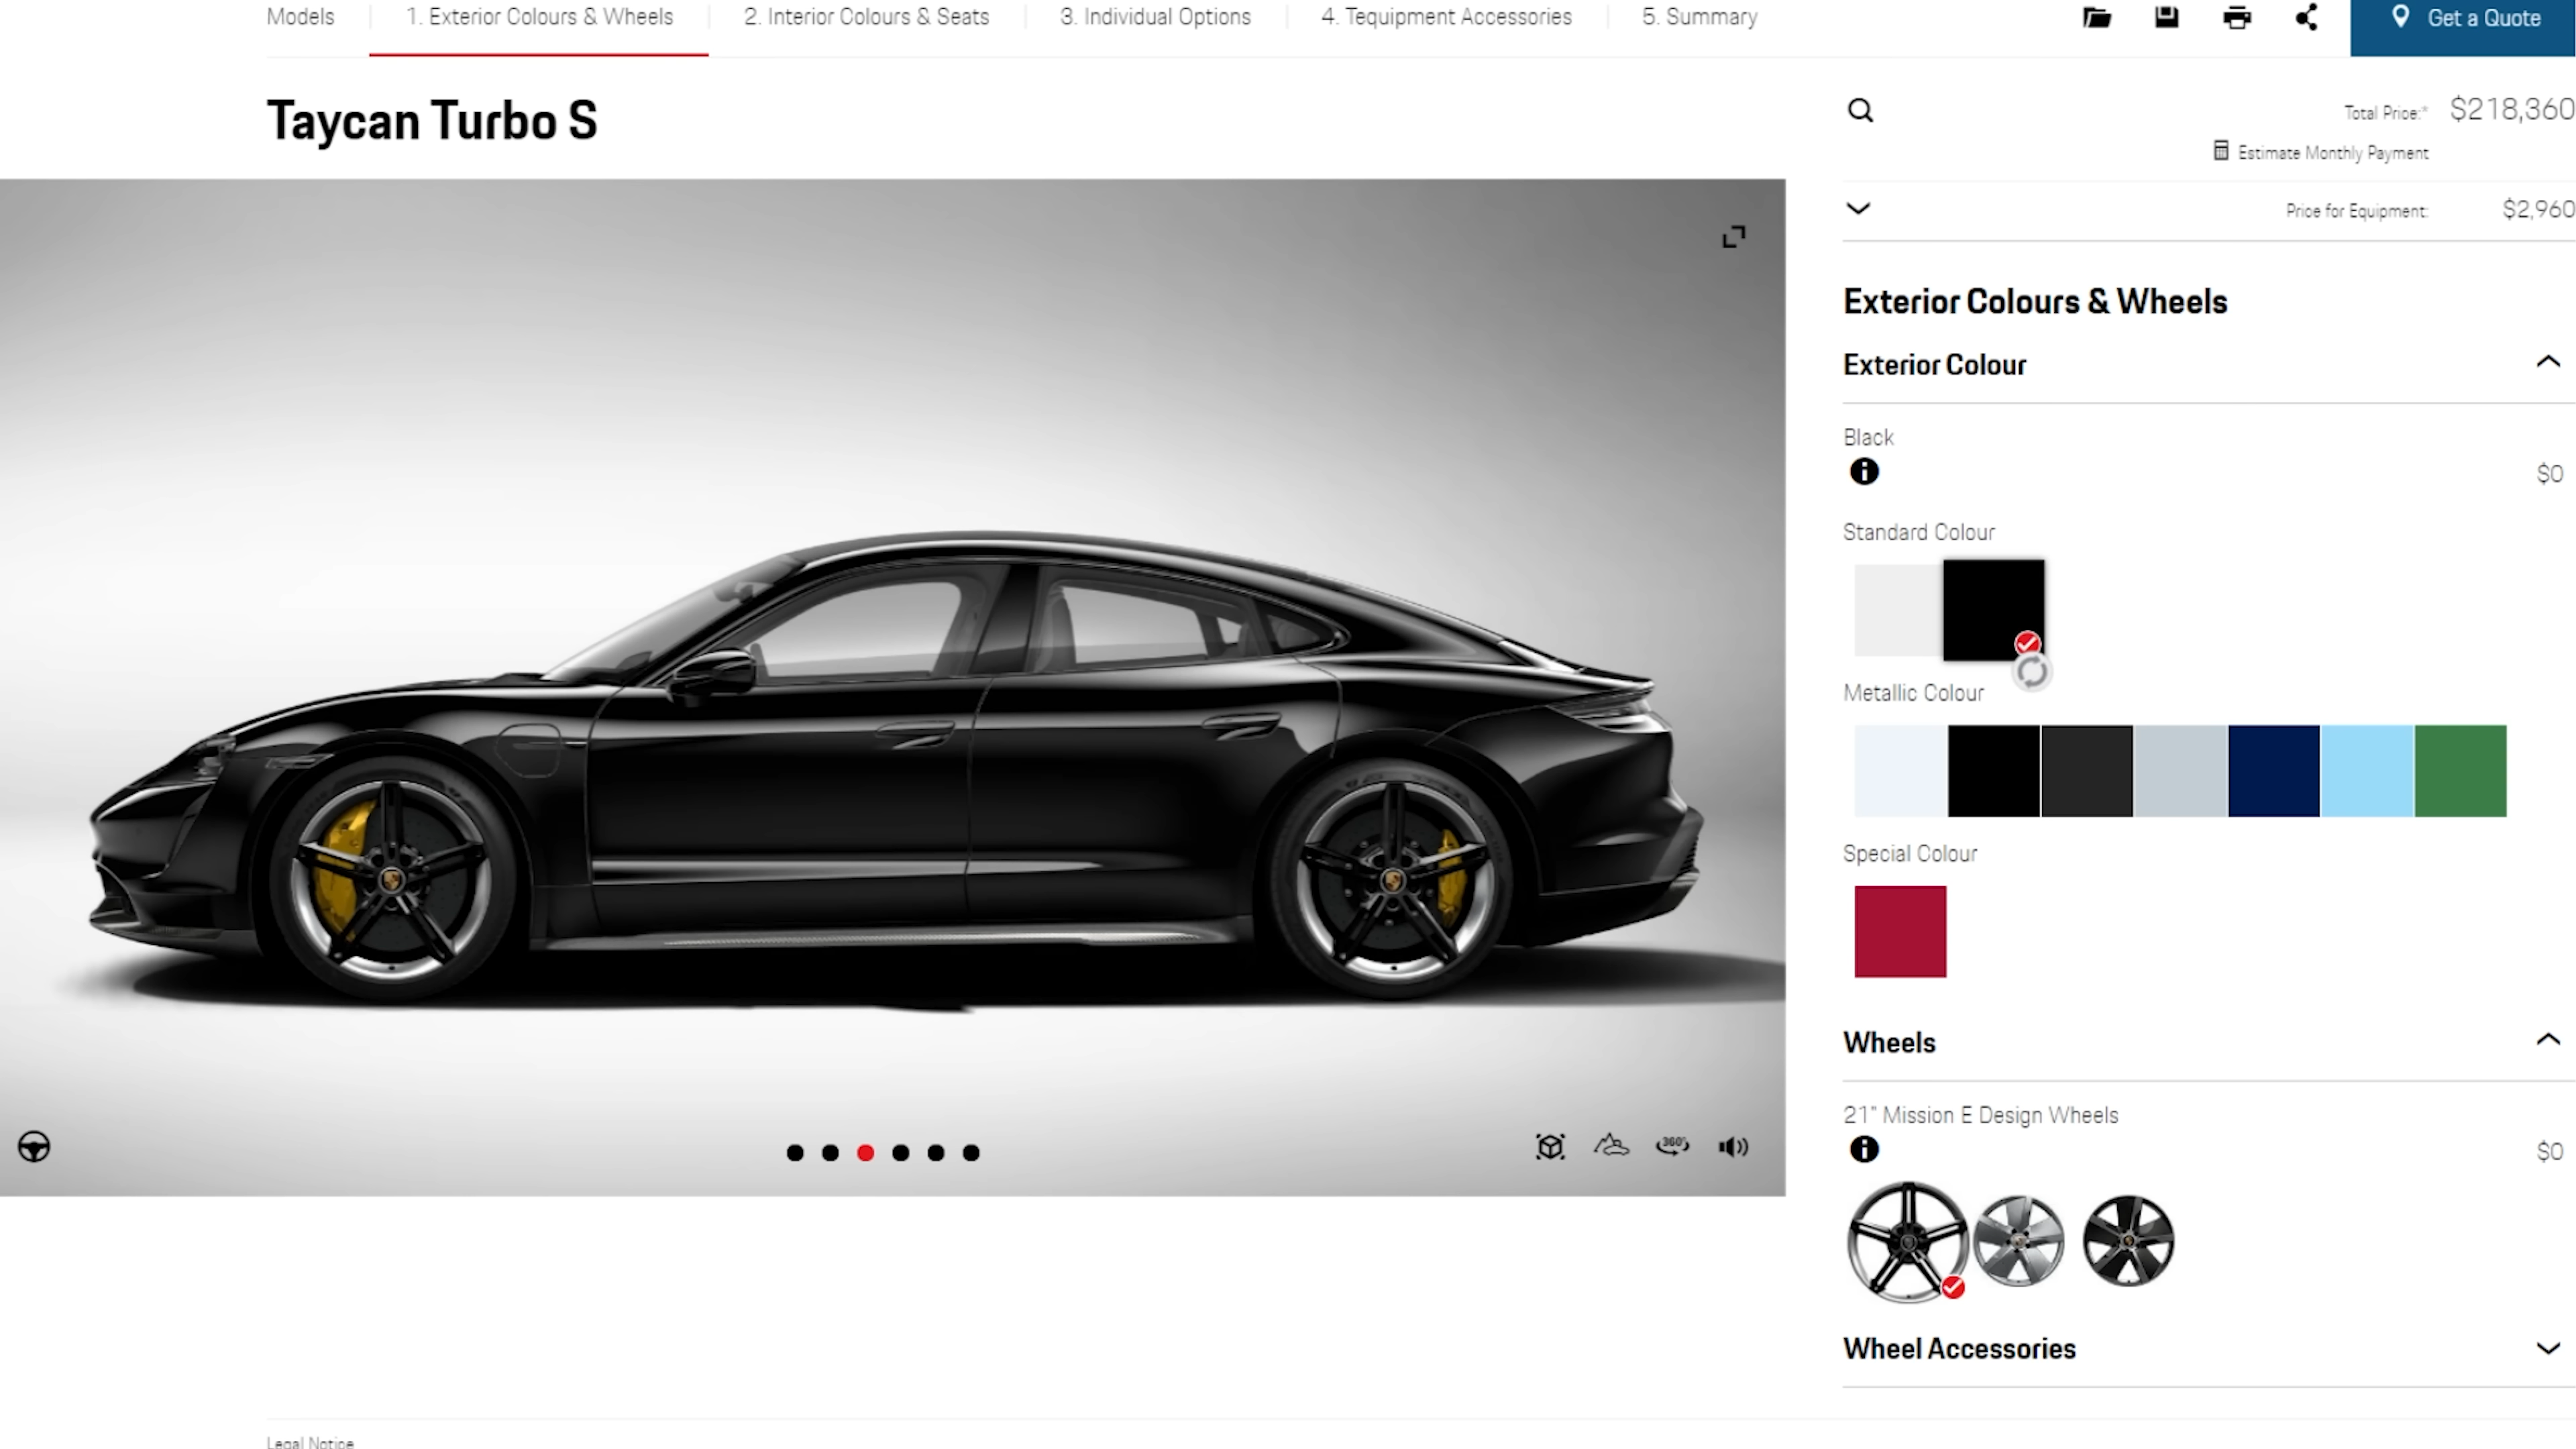 Models
1. Exterior Colours & Wheels
2. Interior Colours & Seats
3. Individual Options
4. Tequipment Accessories
5. Summary
Get a Quote
Taycan Turbo S
Total Price:* $218,360
Estimate Monthly Payment
Price for Equipment: $2,960
Exterior Colours & Wheels
Exterior Colour
Black
$0
Standard Colour
Metallic Colour
Special Colour
Wheels
21" Mission E Design Wheels
$0
Wheel Accessories
360°
Legal Notice